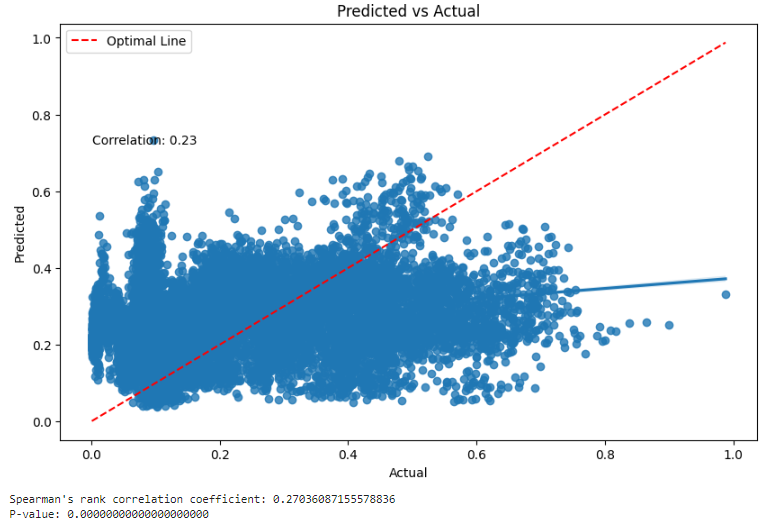 Predicted vs Actual
Optimal Line
Correlation: 0.23
Predicted
1.0
0.8
0.6
0.4
0.2
0.0
0.0 0.2 0.4 0.6 0.8 1.0
Actual
Spearman's rank correlation coefficient: 0.27036087155578836
P-value: 0.00000000000000000000